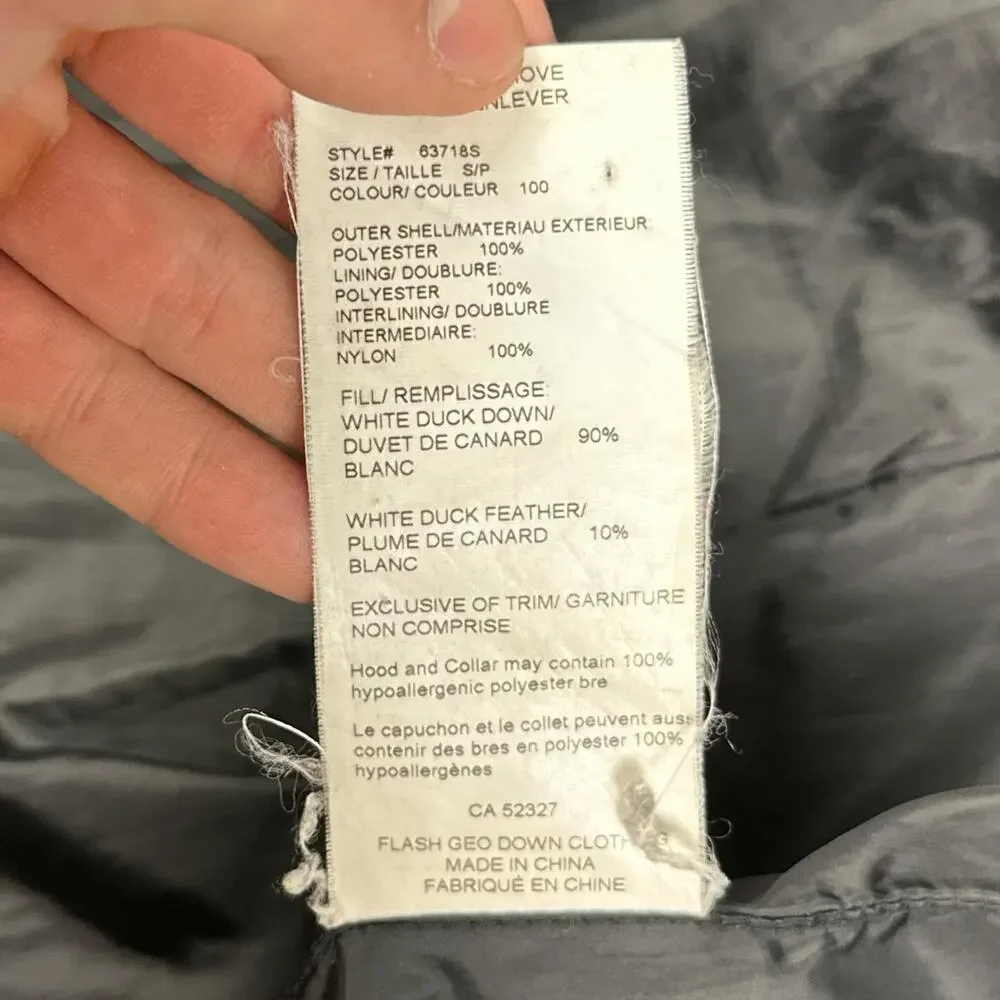 STYLE# 63718S
SIZE / TAILLE S/P
COLOUR/ COULEUR 100
OUTER SHELL/MATERIAU EXTERIEUR:
POLYESTER 100%
LINING/ DOUBLURE:
POLYESTER 100%
INTERLINING/ DOUBLURE
INTERMEDIAIRE:
NYLON 100%
FILL/ REMPLISSAGE:
WHITE DUCK DOWN/
DUVET DE CANARD 90%
BLANC
WHITE DUCK FEATHER/
PLUME DE CANARD 10%
BLANC
EXCLUSIVE OF TRIM/ GARNITURE
NON COMPRISE
Hood and Collar may contain 100%
hypoallergenic polyester bre
Le capuchon et le collet peuvent
contenir des bres en polyester 100%
hypoallergènes
CA 52327
FLASH GEO DOWN
MADE IN CHINA
FABRIQUÉ EN CHINE